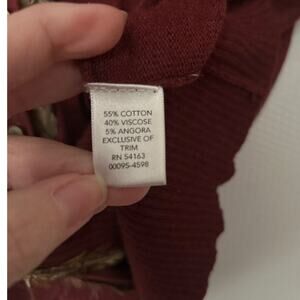 55% COTTON
40% VISCOSE
5% ANGORA
EXCLUSIVE OF
TRIM
RN 54163
00095-4598